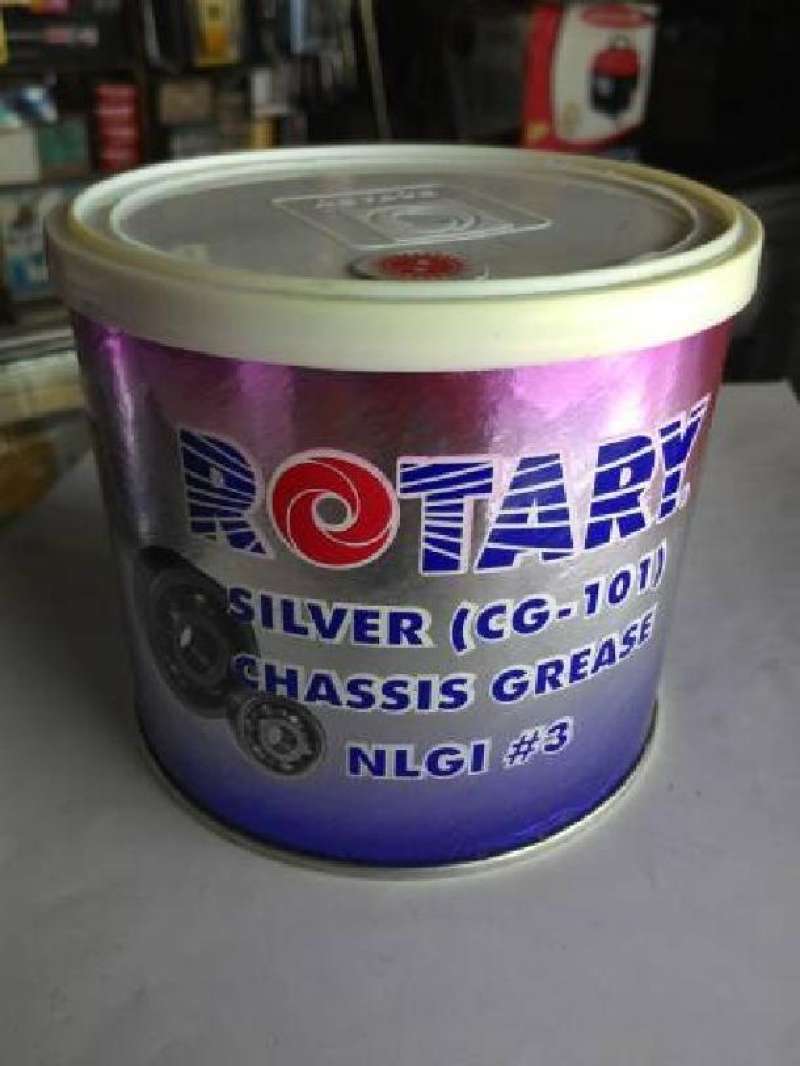 ROTARY
SILVER (CG-101)
CHASSIS GREASE
NLGI #3